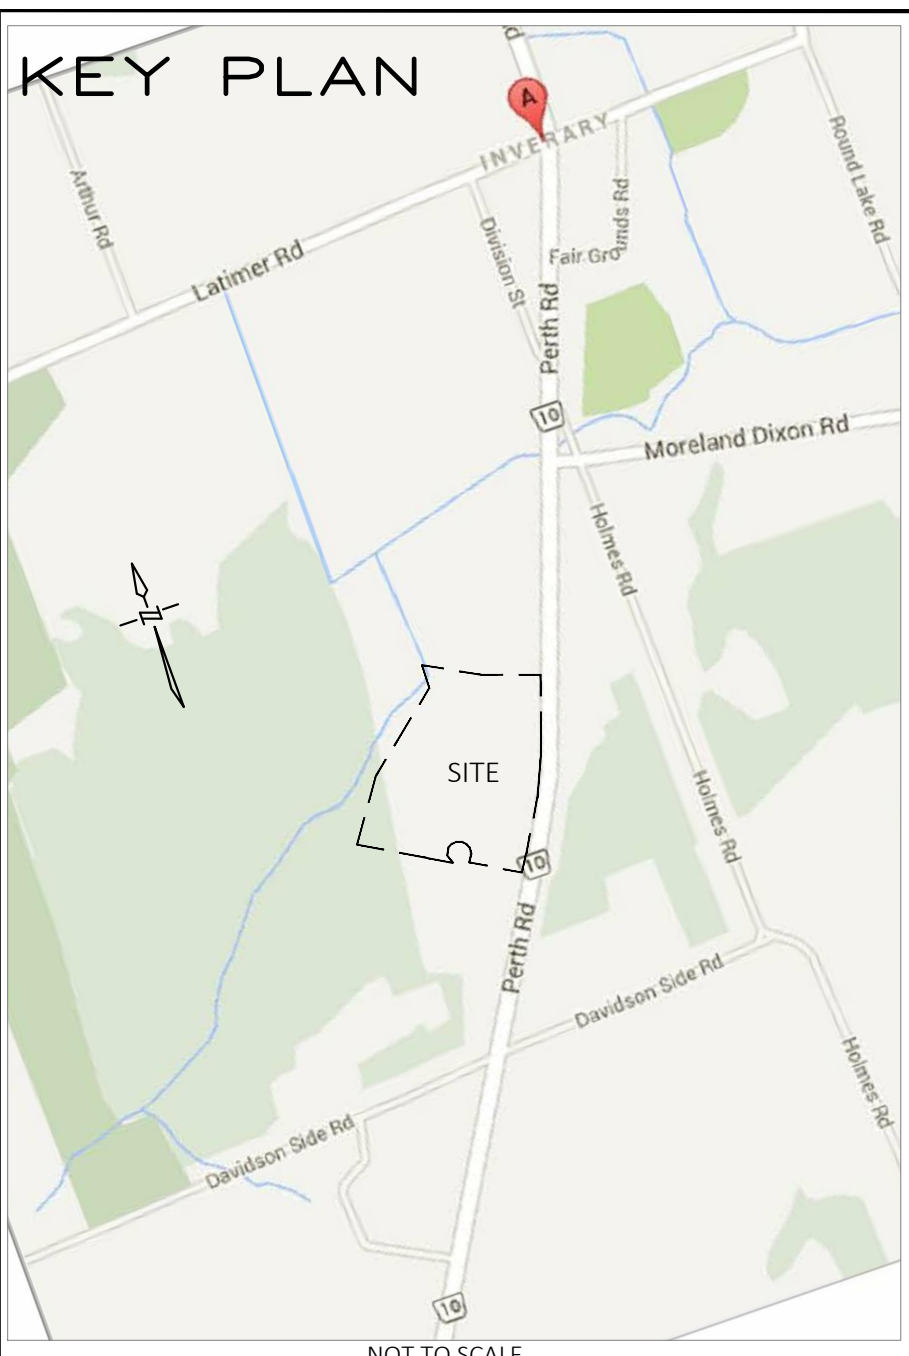 KEY PLAN
d
A
INVERARY
Arthur Rd
Round Lake Rd
Latimer Rd
Division St
Fair Grounds Rd
Perth Rd
10
Moreland Dixon Rd
Holmes Rd
N
SITE
Holmes Rd
10
Perth Rd
Davidson Side Rd
Holmes Rd
Davidson Side Rd
10
NOT TO SCALE